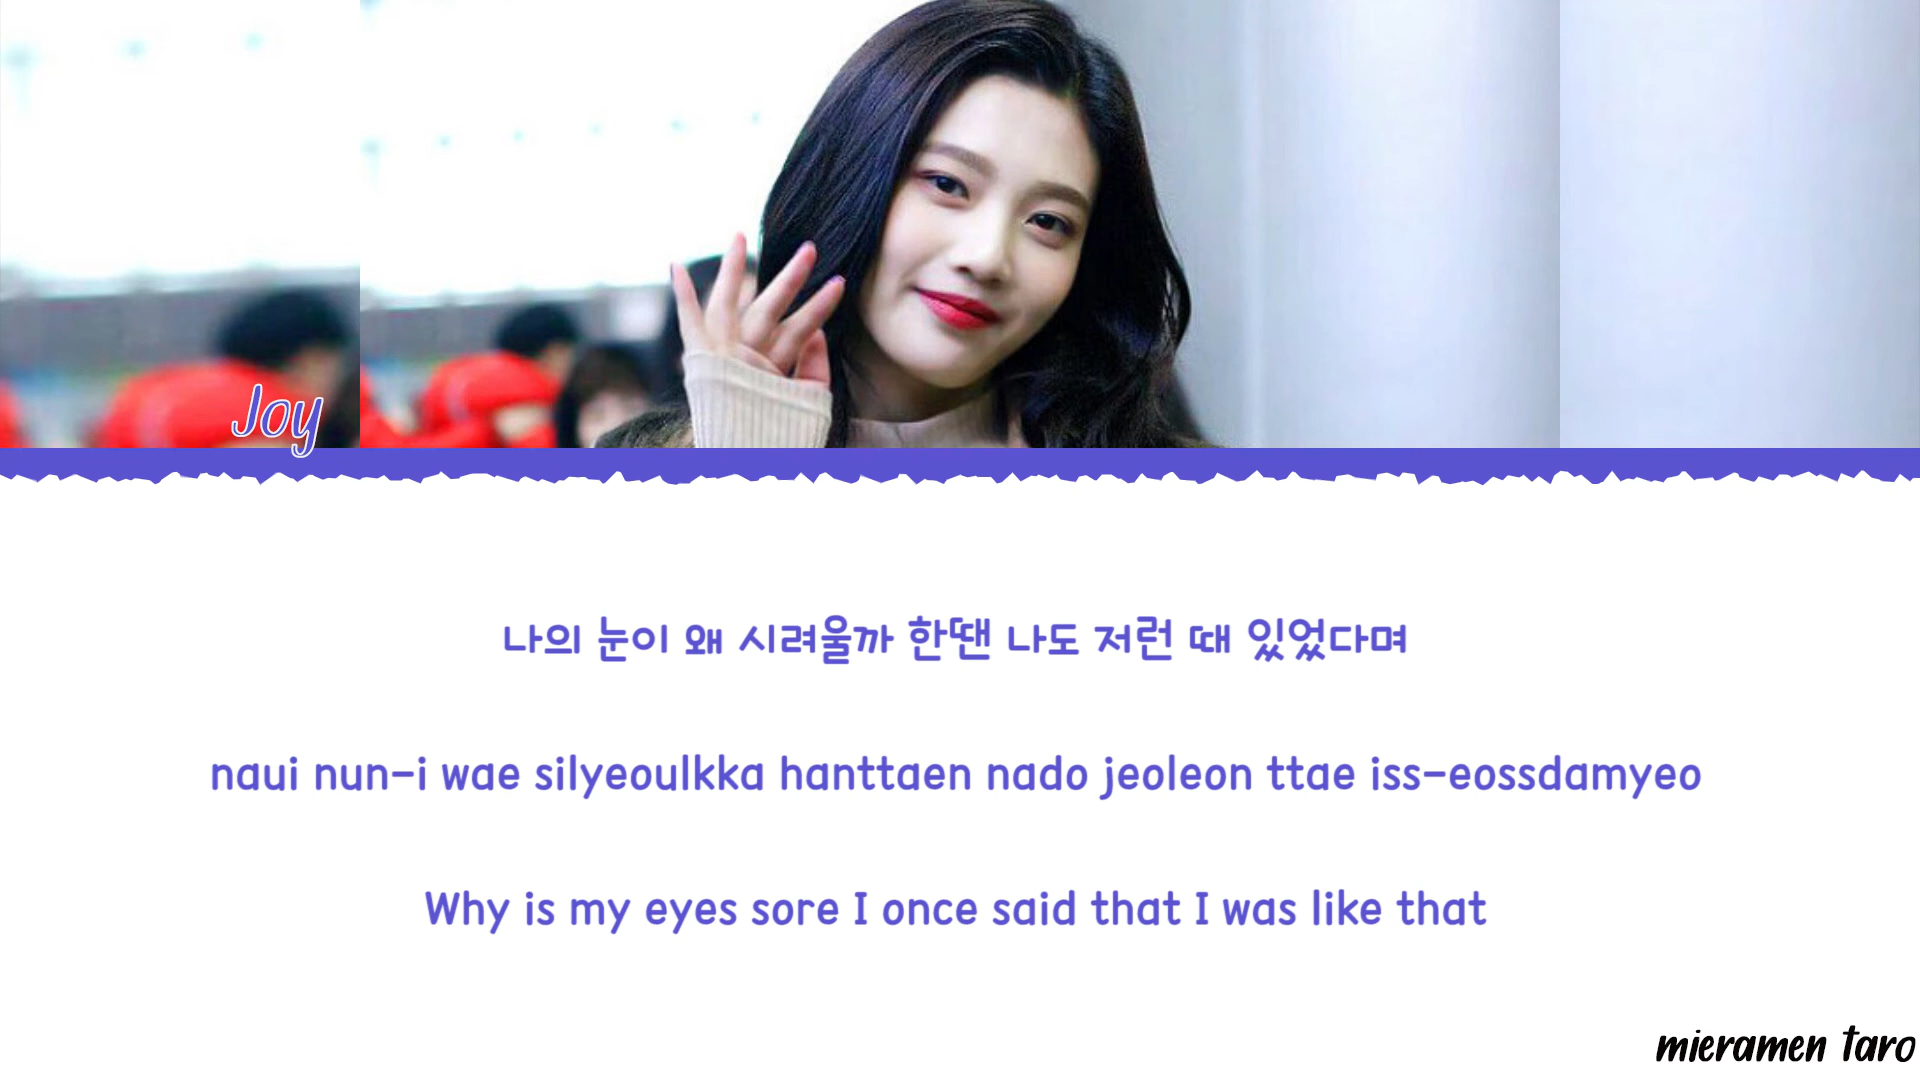 Joy
나의 눈이 왜 시려울까 한땐 나도 저런 때 있었다며
naui nun-i wae silyeoulkka hanttaen nado jeoleon ttae iss-eossdamyeo
Why is my eyes sore I once said that I was like that
mieramen taro